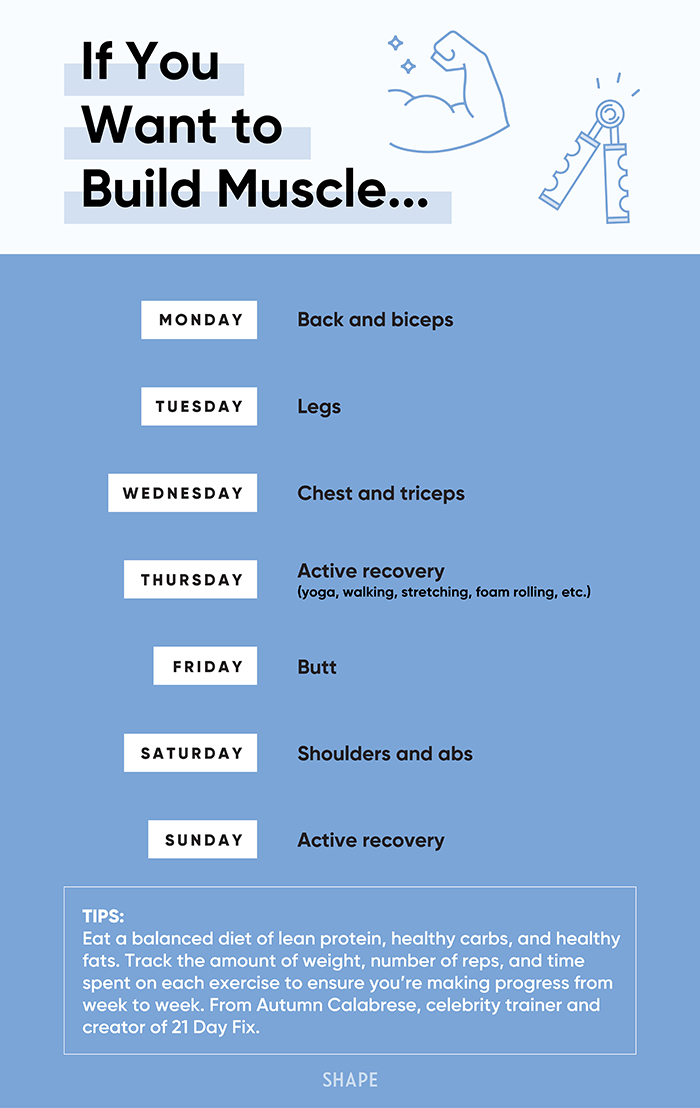 If You
Want to
Build Muscle...
MONDAY Back and biceps
TUESDAY Legs
WEDNESDAY Chest and triceps
THURSDAY Active recovery
(yoga, walking, stretching, foam rolling, etc.)
FRIDAY Butt
SATURDAY Shoulders and abs
SUNDAY Active recovery
TIPS:
Eat a balanced diet of lean protein, healthy carbs, and healthy
fats. Track the amount of weight, number of reps, and time
spent on each exercise to ensure you’re making progress from
week to week. From Autumn Calabrese, celebrity trainer and
creator of 21 Day Fix.
SHAPE